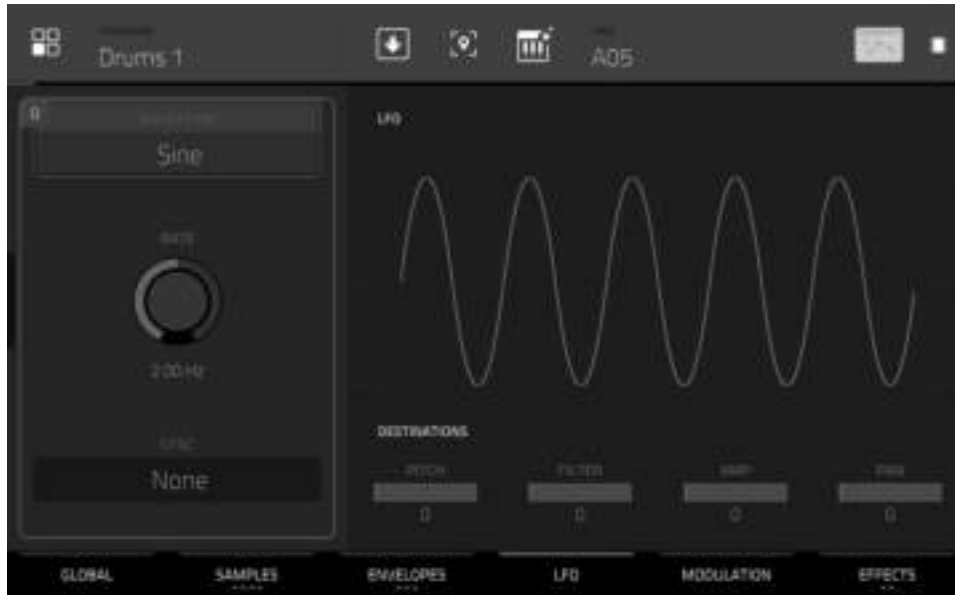 Drums 1
A05
Sine
LFO
RATE
2.00 Hz
SYNC
None
DESTINATIONS
PITCH FILTER AMP PAN
0 0 0 0
GLOBAL SAMPLES ENVELOPES LFO MODULATION EFFECTS